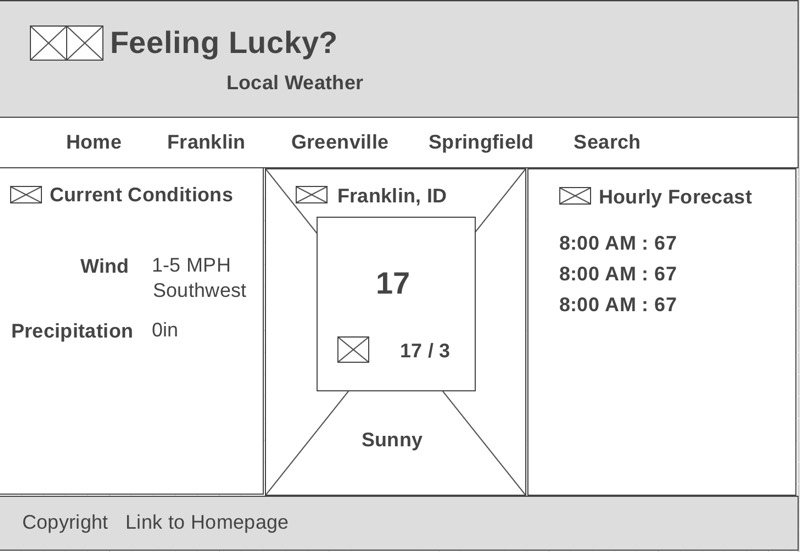 Feeling Lucky?
Local Weather
Home Franklin Greenville Springfield Search
Current Conditions
Wind 1-5 MPH
Southwest
Precipitation 0in
Franklin, ID
17
17 / 3
Sunny
Hourly Forecast
8:00 AM : 67
8:00 AM : 67
8:00 AM : 67
Copyright Link to Homepage